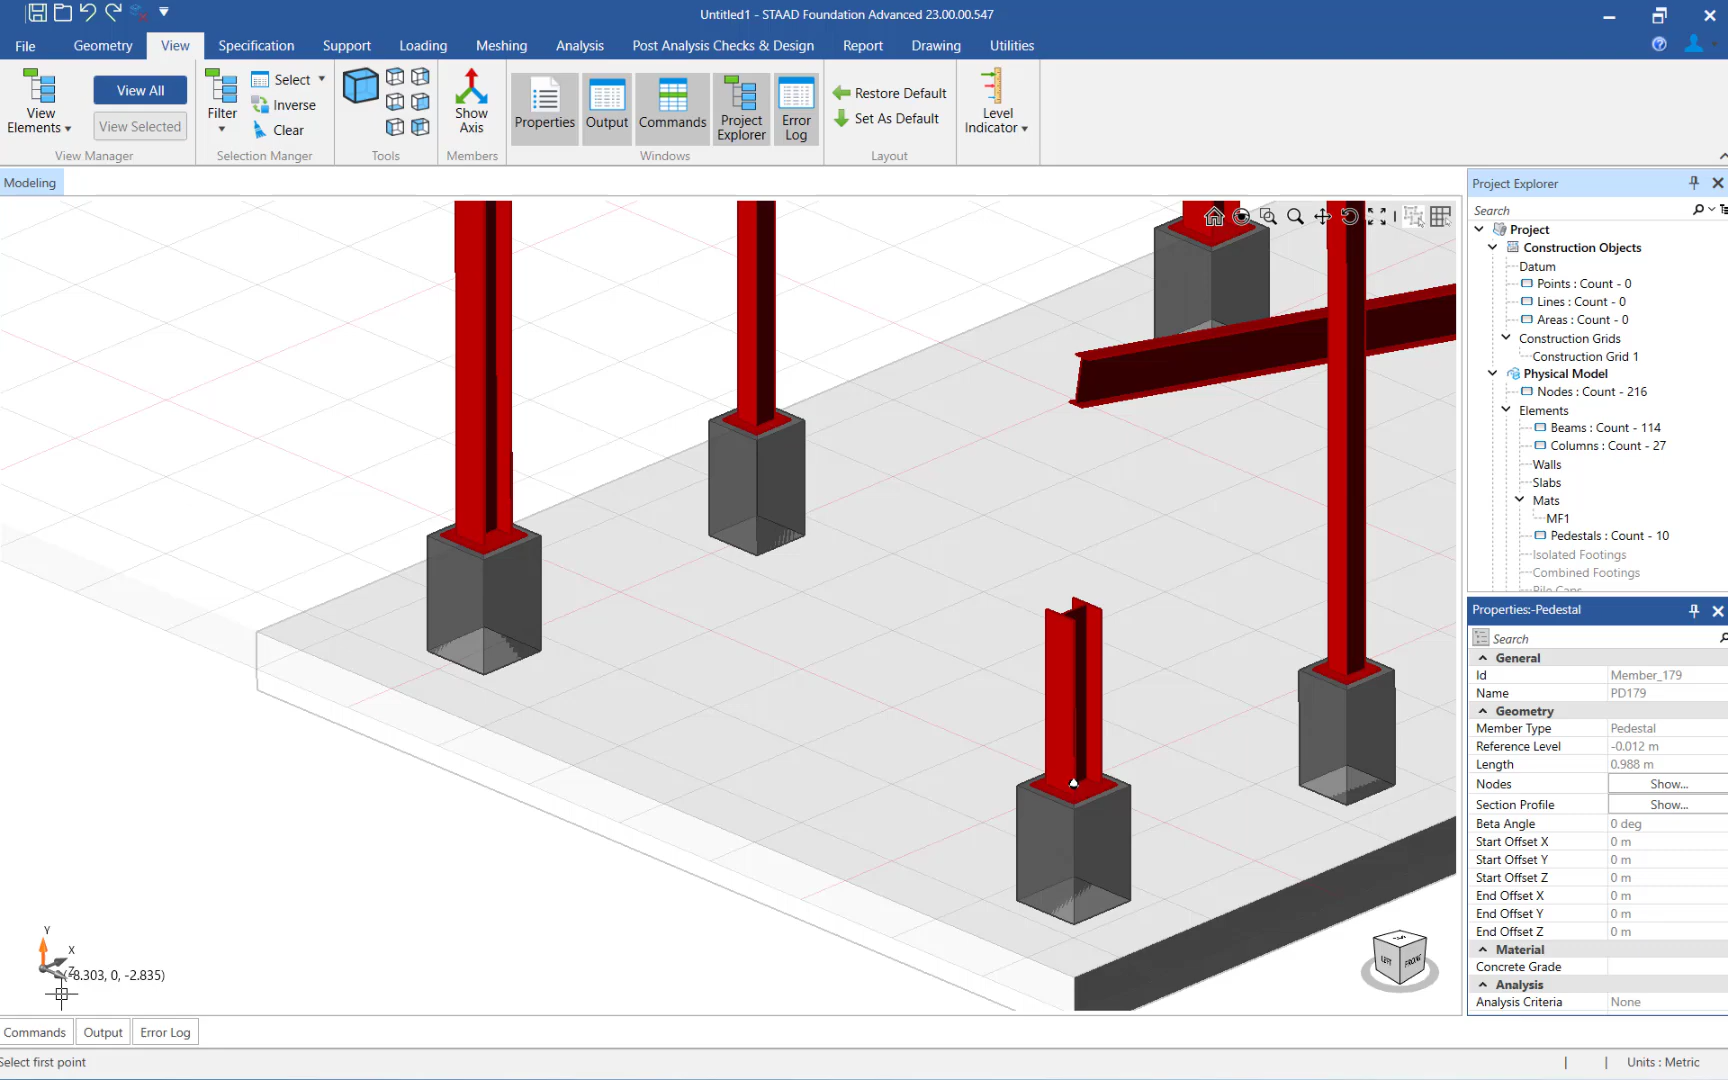 Untitled1 - STAAD Foundation Advanced 23.00.00.547
File Geometry View Specification Support Loading Meshing Analysis Post Analysis Checks & Design Report Drawing Utilities
View Elements
View All
View Selected
View Manager
Filter
Select
Inverse
Clear
Selection Manger
Tools
Show Axis
Members
Properties
Output
Commands
Project Explorer
Error Log
Windows
Restore Default
Set As Default
Layout
Level Indicator
Modeling
Project Explorer
Search
Project
Construction Objects
Datum
Points : Count - 0
Lines : Count - 0
Areas : Count - 0
Construction Grids
Construction Grid 1
Physical Model
Nodes : Count - 216
Elements
Beams : Count - 114
Columns : Count - 27
Walls
Slabs
Mats
MF1
Pedestals : Count - 10
Isolated Footings
Combined Footings
Pile Caps
Properties:-Pedestal
Search
General
Id Member_179
Name PD179
Geometry
Member Type Pedestal
Reference Level -0.012 m
Length 0.988 m
Nodes Show...
Section Profile Show...
Beta Angle 0 deg
Start Offset X 0 m
Start Offset Y 0 m
Start Offset Z 0 m
End Offset X 0 m
End Offset Y 0 m
End Offset Z 0 m
Material
Concrete Grade
Analysis
Analysis Criteria None
Y
X
Z
(-8.303, 0, -2.835)
LEFT FRONT
Commands Output Error Log
Select first point
Units : Metric